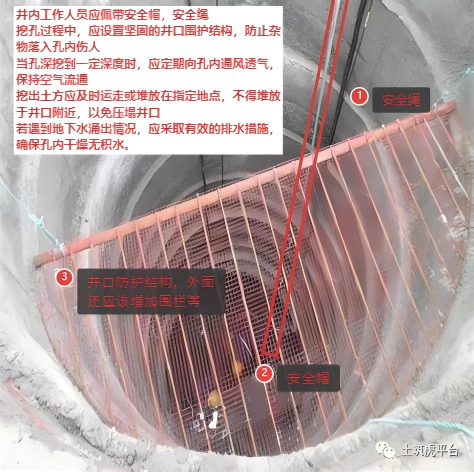 井内工作人员应佩带安全帽，安全绳
挖孔过程中，应设置坚固的井口围护结构，防止杂
物落入孔内伤人
当孔深挖到一定深度时，应定期向孔内通风透气，
保持空气流通
挖出土方应及时运走或堆放在指定地点，不得堆放
于井口附近，以免压塌井口
若遇到地下水涌出情况，应采取有效的排水措施，
确保孔内干燥无积水。
1 安全绳
3 井口防护结构，外面
还应该增加围栏等
2 安全帽
土筑虎平台